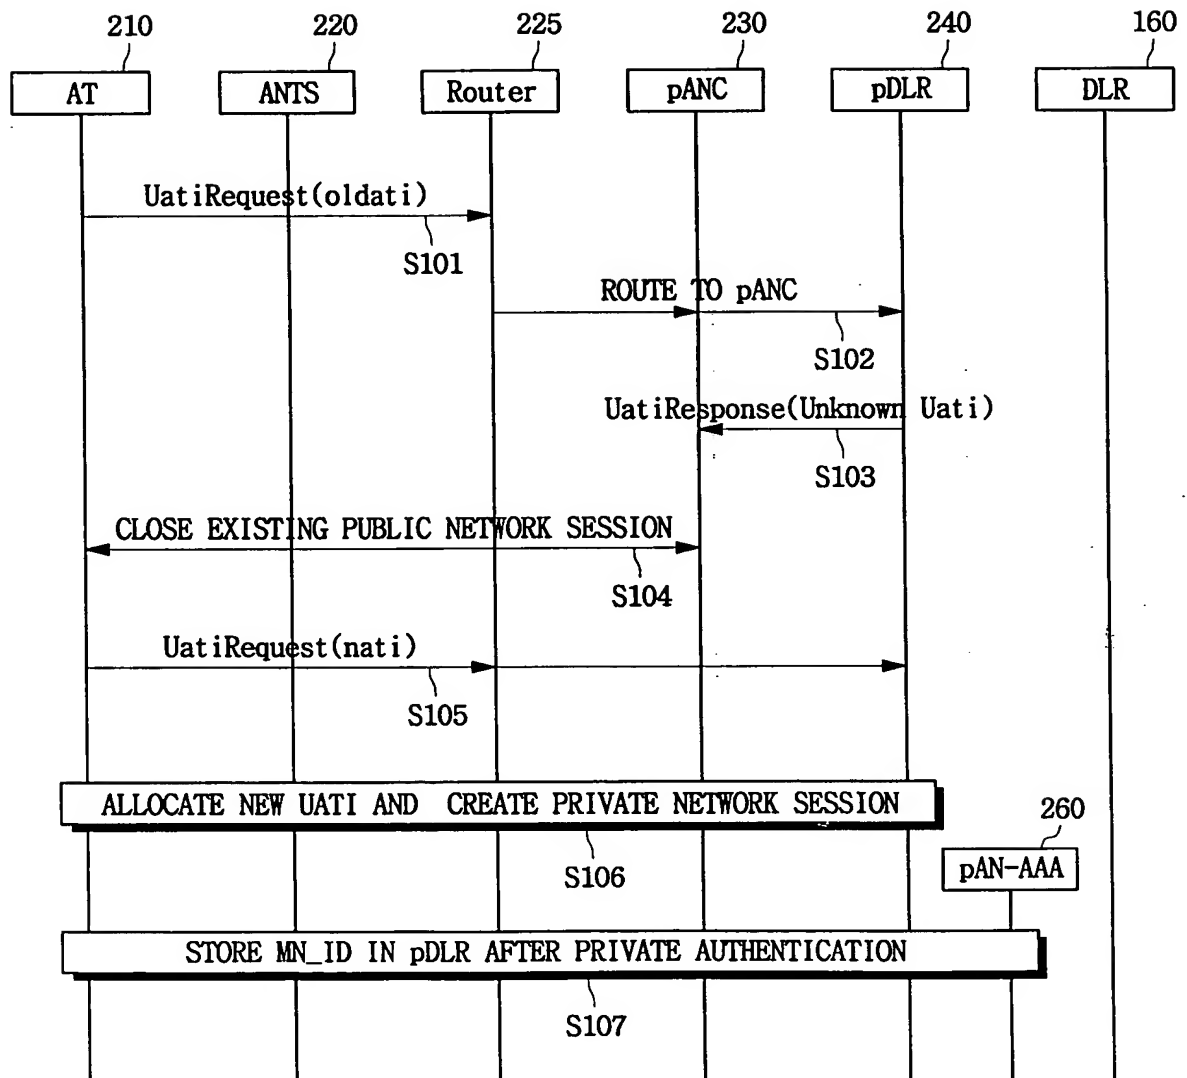 210 220 225 230 240 160
AT ANTS Router pANC pDLR DLR
UatiRequest(oldati)
S101
ROUTE TO pANC
S102
UatiResponse(Unknown Uati)
S103
CLOSE EXISTING PUBLIC NETWORK SESSION
S104
UatiRequest(nati)
S105
ALLOCATE NEW UATI AND CREATE PRIVATE NETWORK SESSION
260
S106
pAN-AAA
STORE MN_ID IN pDLR AFTER PRIVATE AUTHENTICATION
S107